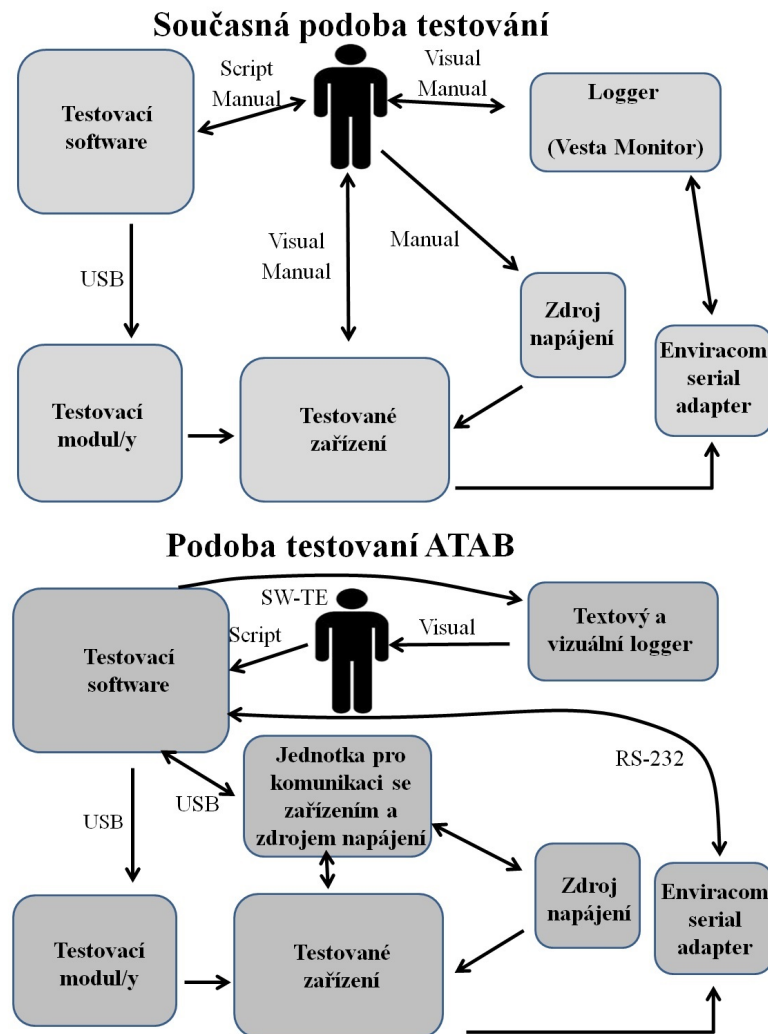 Současná podoba testování
Script
Manual
Visual
Manual
Testovací
software
Logger
(Vesta Monitor)
USB
Visual
Manual
Manual
Zdroj
napájení
Enviracom
serial
adapter
Testovací
modul/y
Testované
zařízení
Podoba testovaní ATAB
SW-TE
Script
Visual
Textový a
vizuální logger
Testovací
software
RS-232
Jednotka pro
komunikaci se
zařízením a
zdrojem napájení
USB
USB
Zdroj
napájení
Enviracom
serial
adapter
Testovací
modul/y
Testované
zařízení